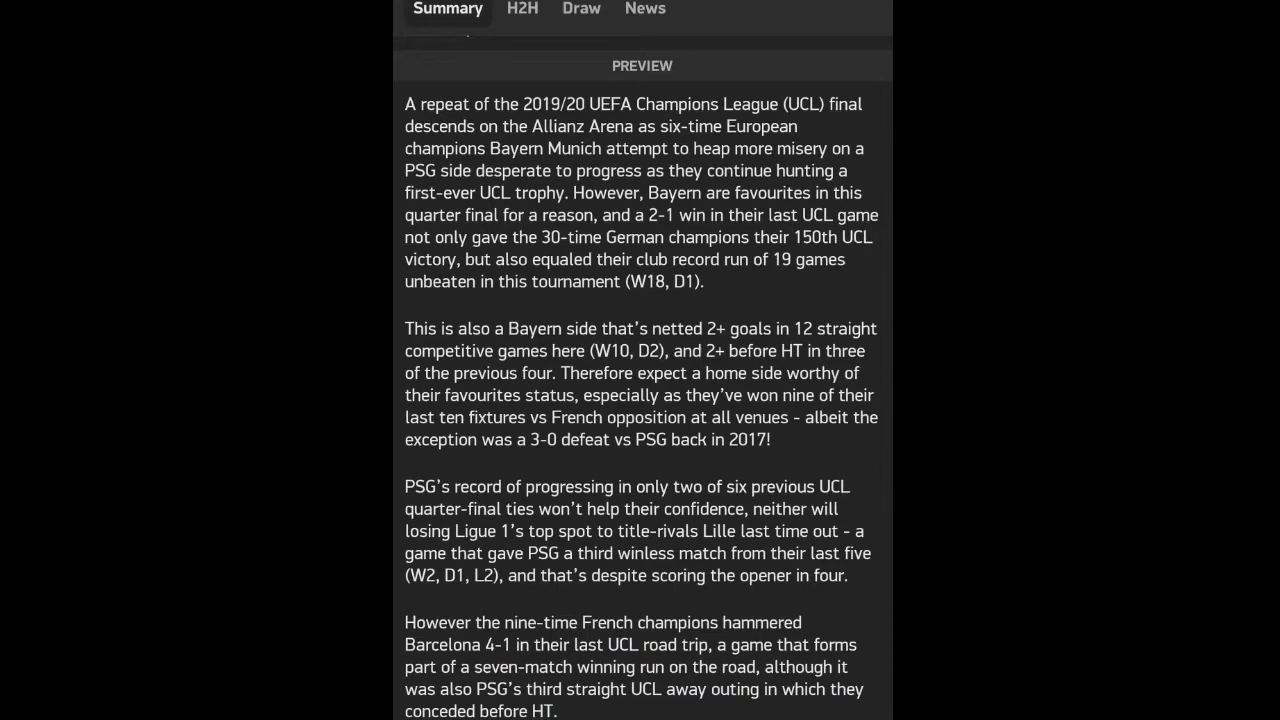 Summary H2H Draw News
PREVIEW
A repeat of the 2019/20 UEFA Champions League (UCL) final
descends on the Allianz Arena as six-time European
champions Bayern Munich attempt to heap more misery on a
PSG side desperate to progress as they continue hunting a
first-ever UCL trophy. However, Bayern are favourites in this
quarter final for a reason, and a 2-1 win in their last UCL game
not only gave the 30-time German champions their 150th UCL
victory, but also equaled their club record run of 19 games
unbeaten in this tournament (W18, D1).
This is also a Bayern side that's netted 2+ goals in 12 straight
competitive games here (W10, D2), and 2+ before HT in three
of the previous four. Therefore expect a home side worthy of
their favourites status, especially as they've won nine of their
last ten fixtures vs French opposition at all venues - albeit the
exception was a 3-0 defeat vs PSG back in 2017!
PSG's record of progressing in only two of six previous UCL
quarter-final ties won't help their confidence, neither will
losing Ligue 1's top spot to title-rivals Lille last time out - a
game that gave PSG a third winless match from their last five
(W2, D1, L2), and that's despite scoring the opener in four.
However the nine-time French champions hammered
Barcelona 4-1 in their last UCL road trip, a game that forms
part of a seven-match winning run on the road, although it
was also PSG's third straight UCL away outing in which they
conceded before HT.